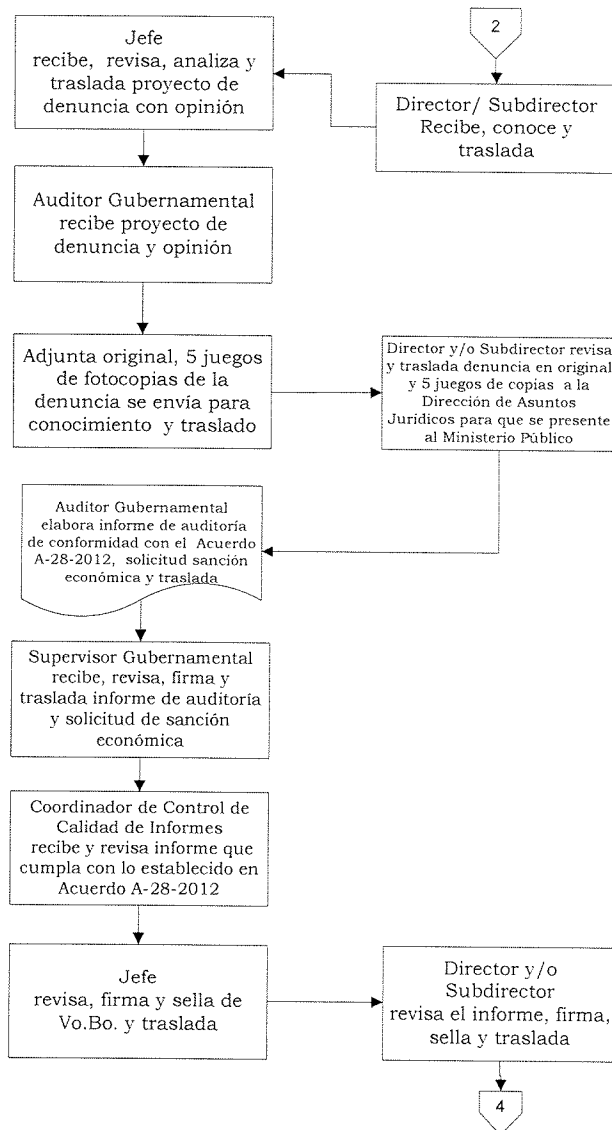 2
Director/ Subdirector
Recibe, conoce y
traslada
Jefe
recibe, revisa, analiza y
traslada proyecto de
denuncia con opinión
Auditor Gubernamental
recibe proyecto de
denuncia y opinión
Adjunta original, 5 juegos
de fotocopias de la
denuncia se envía para
conocimiento y traslado
Director y/o Subdirector revisa
y traslada denuncia en original
y 5 juegos de copias a la
Dirección de Asuntos
Jurídicos para que se presente
al Ministerio Público
Auditor Gubernamental
elabora informe de auditoría
de conformidad con el Acuerdo
A-28-2012, solicitud sanción
económica y traslada
Supervisor Gubernamental
recibe, revisa, firma y
traslada informe de auditoría
y solicitud de sanción
económica
Coordinador de Control de
Calidad de Informes
recibe y revisa informe que
cumpla con lo establecido en
Acuerdo A-28-2012
Jefe
revisa, firma y sella de
Vo.Bo. y traslada
Director y/o
Subdirector
revisa el informe, firma,
sella y traslada
4